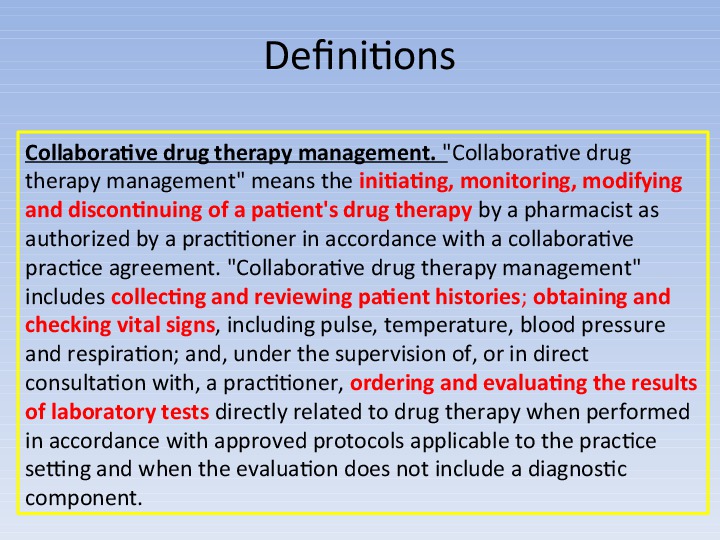 Definitions
Collaborative drug therapy management. "Collaborative drug
therapy management" means the initiating, monitoring, modifying
and discontinuing of a patient's drug therapy by a pharmacist as
authorized by a practitioner in accordance with a collaborative
practice agreement. "Collaborative drug therapy management"
includes collecting and reviewing patient histories; obtaining and
checking vital signs, including pulse, temperature, blood pressure
and respiration; and, under the supervision of, or in direct
consultation with, a practitioner, ordering and evaluating the results
of laboratory tests directly related to drug therapy when performed
in accordance with approved protocols applicable to the practice
setting and when the evaluation does not include a diagnostic
component.